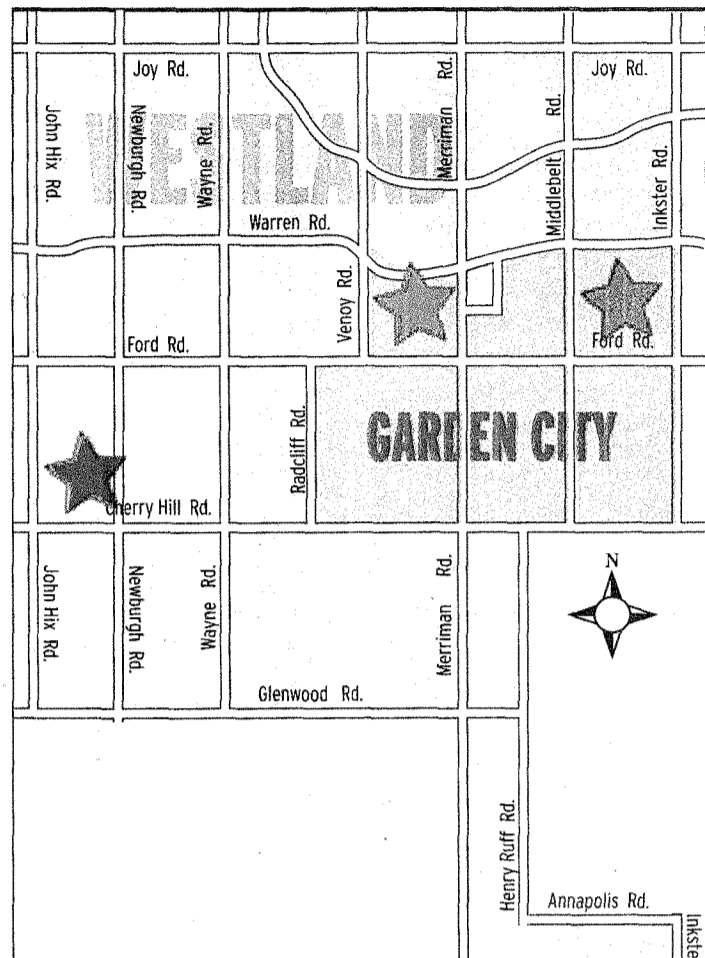 Joy Rd.
Joy Rd.
John Hix Rd.
Newburgh Rd.
Wayne Rd.
Merriman Rd.
Middlebelt Rd.
Inkster Rd.
WESTLAND
Warren Rd.
Venoy Rd.
Ford Rd.
Ford Rd.
Radcliff Rd.
GARDEN CITY
Cherry Hill Rd.
John Hix Rd.
Newburgh Rd.
Wayne Rd.
Merriman Rd.
N
Glenwood Rd.
Henry Ruff Rd.
Annapolis Rd.
Inkste